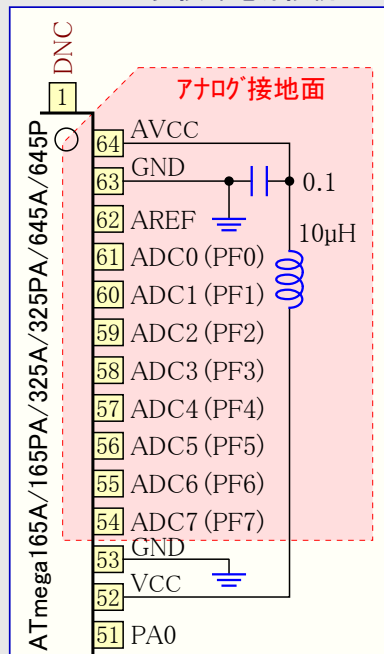 DNC
1
アナログ接地面
64 AVCC
63 GND
0.1
62 AREF
10µH
61 ADC0 (PF0)
60 ADC1 (PF1)
59 ADC2 (PF2)
58 ADC3 (PF3)
57 ADC4 (PF4)
56 ADC5 (PF5)
55 ADC6 (PF6)
54 ADC7 (PF7)
53 GND
52 VCC
51 PA0
ATmega165A/165PA/325A/325PA/645A/645P